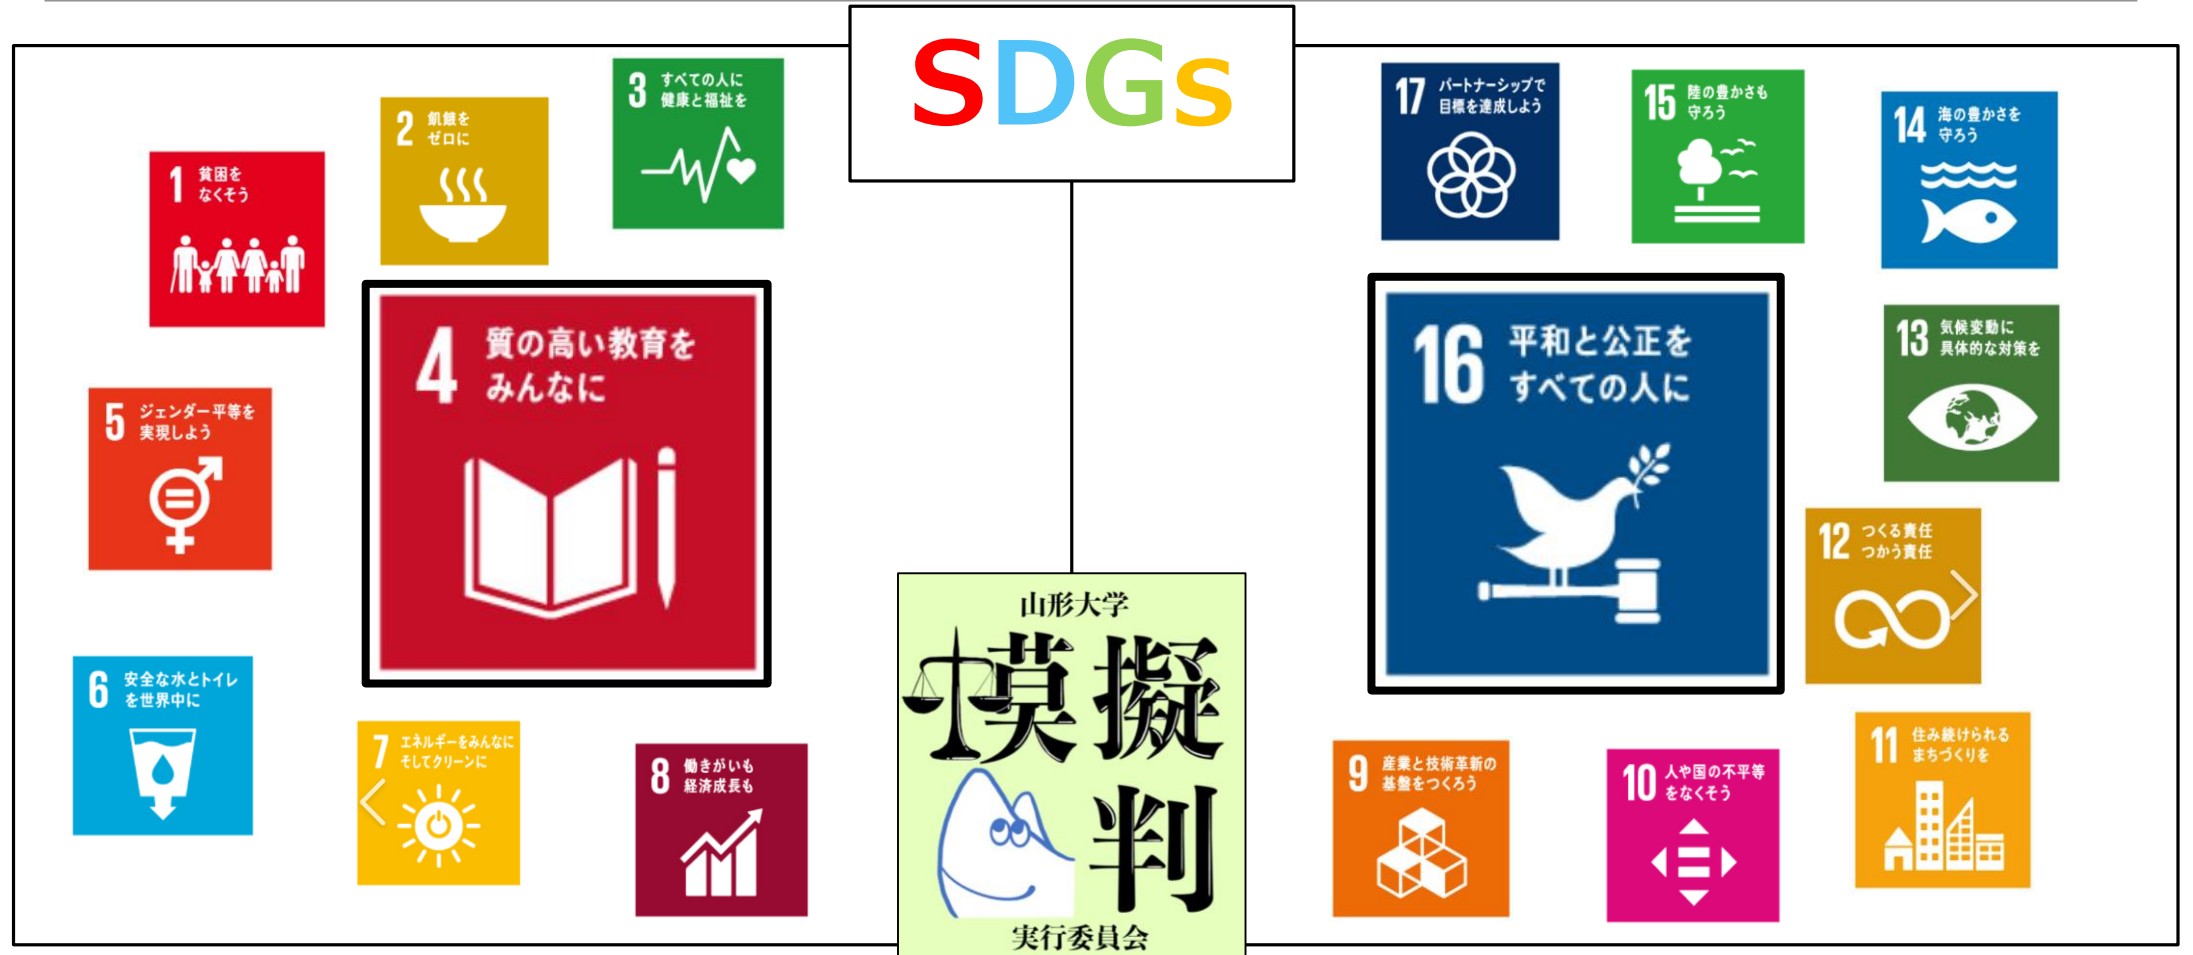 SDGs
1 貧困を
なくそう
2 飢餓を
ゼロに
3 すべての人に
健康と福祉を
4 質の高い教育を
みんなに
5 ジェンダー平等を
実現しよう
6 安全な水とトイレ
を世界中に
7 エネルギーをみんなに
そしてクリーンに
8 働きがいも
経済成長も
17 パートナーシップで
目標を達成しよう
15 陸の豊かさも
守ろう
14 海の豊かさを
守ろう
16 平和と公正を
すべての人に
13 気候変動に
具体的な対策を
12 つくる責任
つかう責任
9 産業と技術革新の
基盤をつくろう
10 人や国の不平等
をなくそう
11 住み続けられる
まちづくりを
山形大学
模擬
判
実行委員会